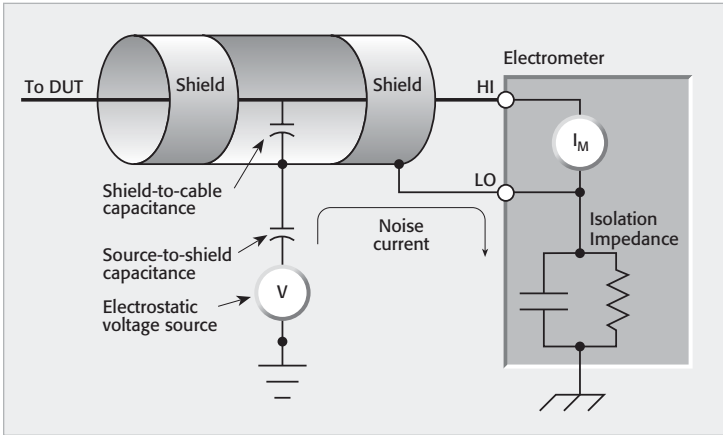 Electrometer
To DUT
Shield
Shield
HI
I_M
Shield-to-cable
capacitance
LO
Noise
current
Isolation
Impedance
Source-to-shield
capacitance
V
Electrostatic
voltage source